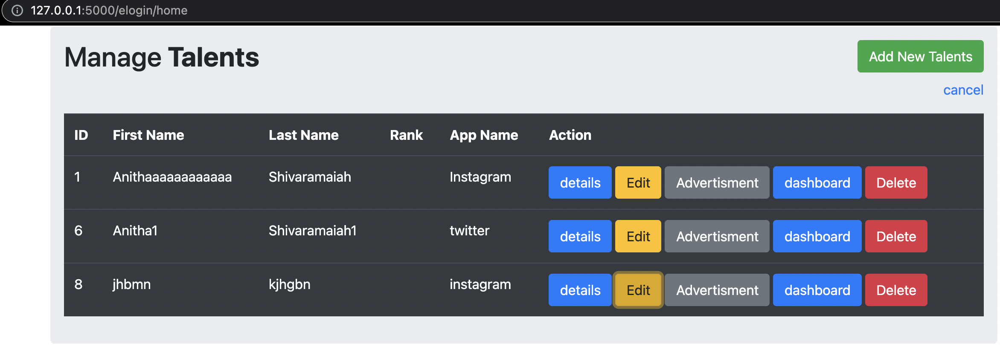 127.0.0.1:5000/elogin/home
Manage Talents
Add New Talents
cancel
ID First Name Last Name Rank App Name Action
1 Anithaaaaaaaaaaaa Shivaramaiah Instagram details Edit Advertisment dashboard Delete
6 Anitha1 Shivaramaiah1 twitter details Edit Advertisment dashboard Delete
8 jhbmn kjhgbn instagram details Edit Advertisment dashboard Delete